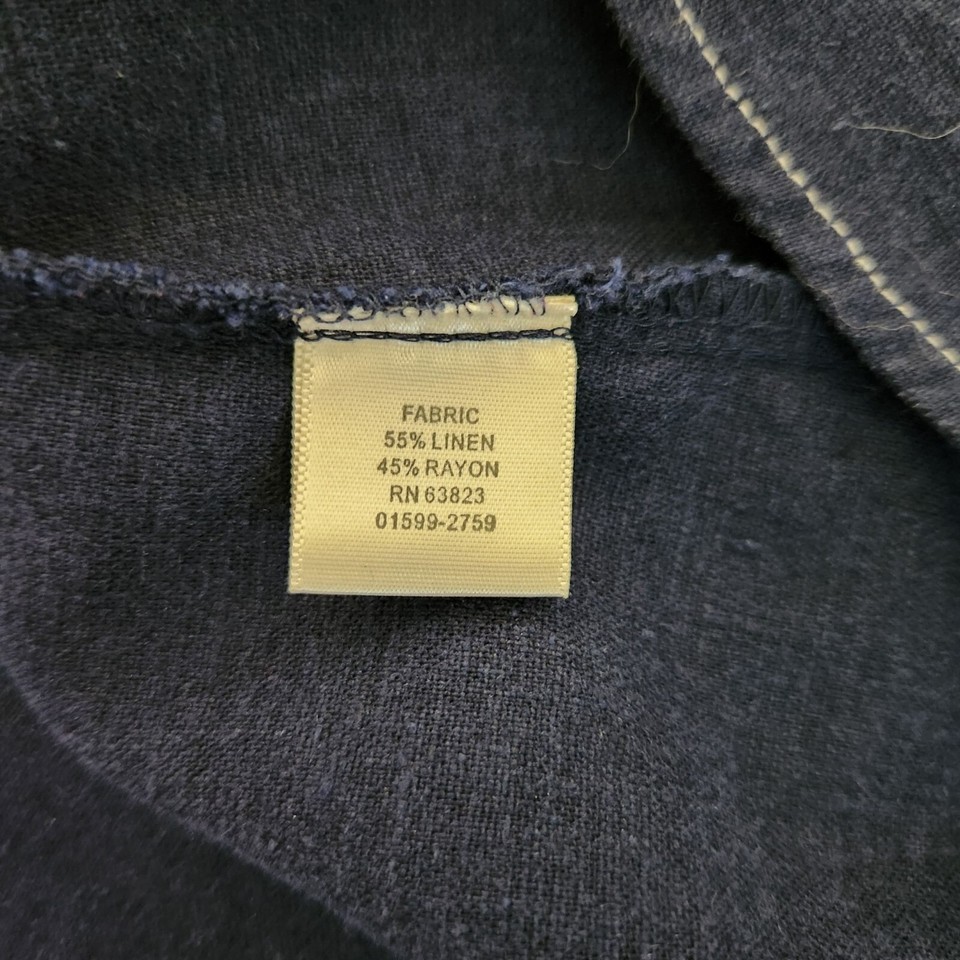 FABRIC
55% LINEN
45% RAYON
RN 63823
01599-2759